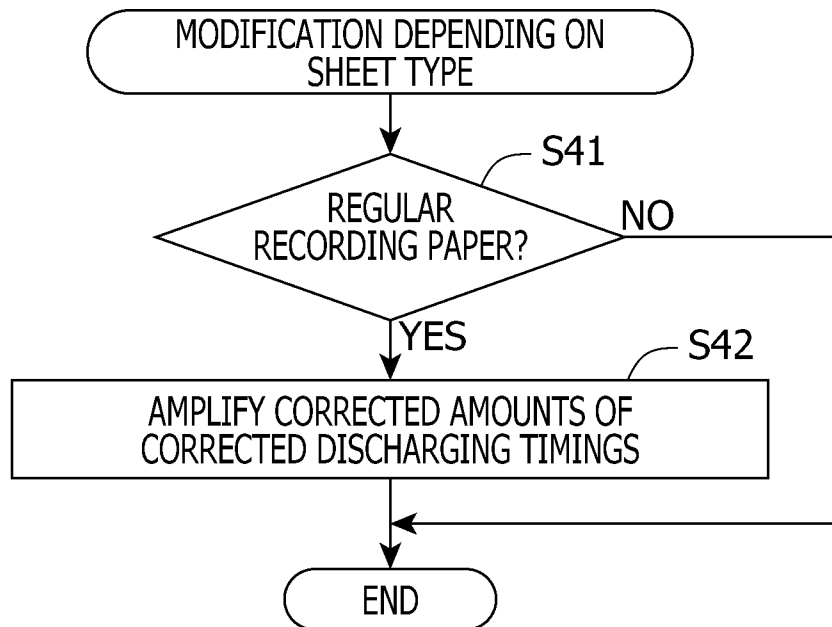 MODIFICATION DEPENDING ON
SHEET TYPE
S41
REGULAR
RECORDING PAPER?
NO
YES
S42
AMPLIFY CORRECTED AMOUNTS OF
CORRECTED DISCHARGING TIMINGS
END